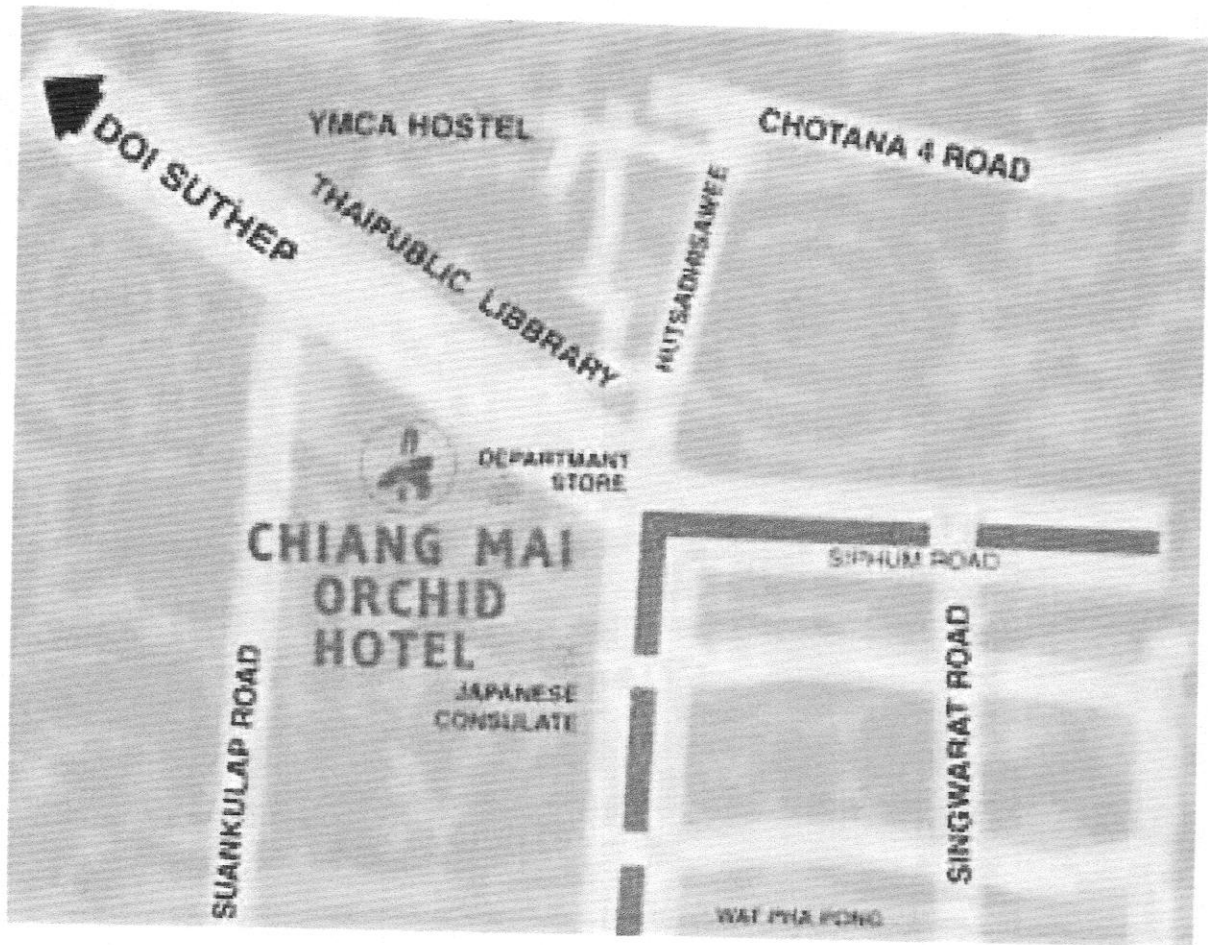 YMCA HOSTEL
CHOTANA 4 ROAD
DOI SUTHEP
THAIPUBLIC LIBBRARY
HUTSADHISAWEE
DEPARTMANT
STORE
CHIANG MAI
ORCHID
HOTEL
SIPHUM ROAD
JAPANESE
CONSULATE
SUANKULAP ROAD
SINGWARAT ROAD
WAT PHA PONG